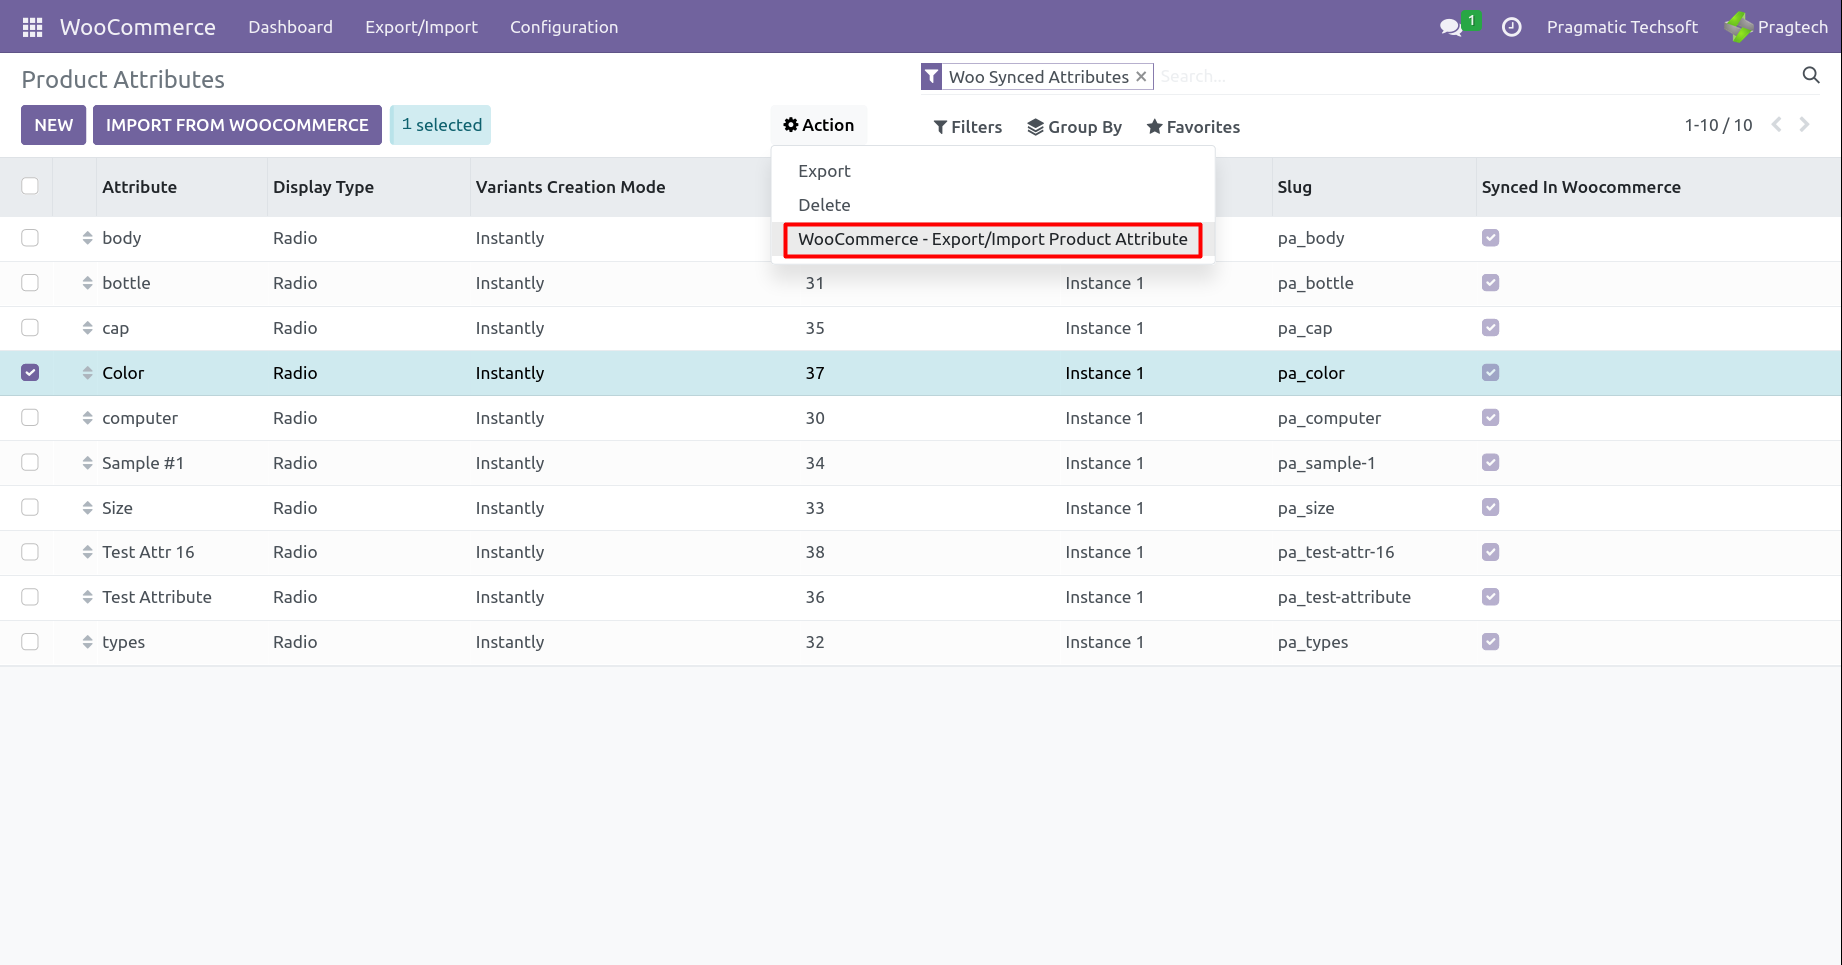 WooCommerce Dashboard Export/Import Configuration 1 Pragmatic Techsoft Pragtech
Product Attributes Woo Synced Attributes × Search...
NEW IMPORT FROM WOOCOMMERCE 1 selected Action Filters Group By Favorites 1-10 / 10
Export
Delete
WooCommerce - Export/Import Product Attribute
Attribute Display Type Variants Creation Mode Slug Synced In Woocommerce
body Radio Instantly pa_body
bottle Radio Instantly 31 Instance 1 pa_bottle
cap Radio Instantly 35 Instance 1 pa_cap
Color Radio Instantly 37 Instance 1 pa_color
computer Radio Instantly 30 Instance 1 pa_computer
Sample #1 Radio Instantly 34 Instance 1 pa_sample-1
Size Radio Instantly 33 Instance 1 pa_size
Test Attr 16 Radio Instantly 38 Instance 1 pa_test-attr-16
Test Attribute Radio Instantly 36 Instance 1 pa_test-attribute
types Radio Instantly 32 Instance 1 pa_types